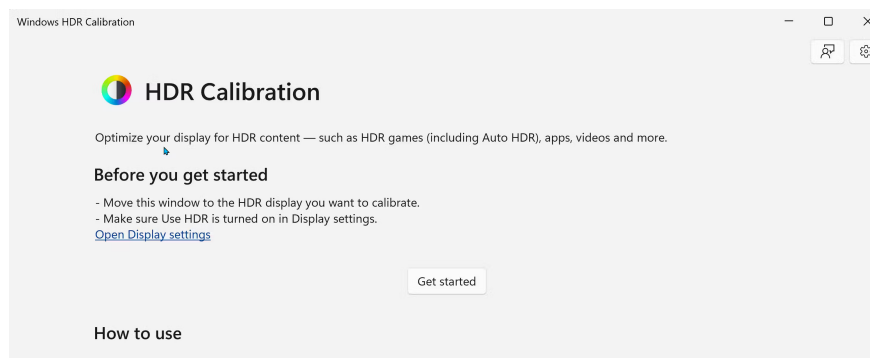 Windows HDR Calibration
HDR Calibration
Optimize your display for HDR content — such as HDR games (including Auto HDR), apps, videos and more.
Before you get started
- Move this window to the HDR display you want to calibrate.
- Make sure Use HDR is turned on in Display settings.
Open Display settings
Get started
How to use